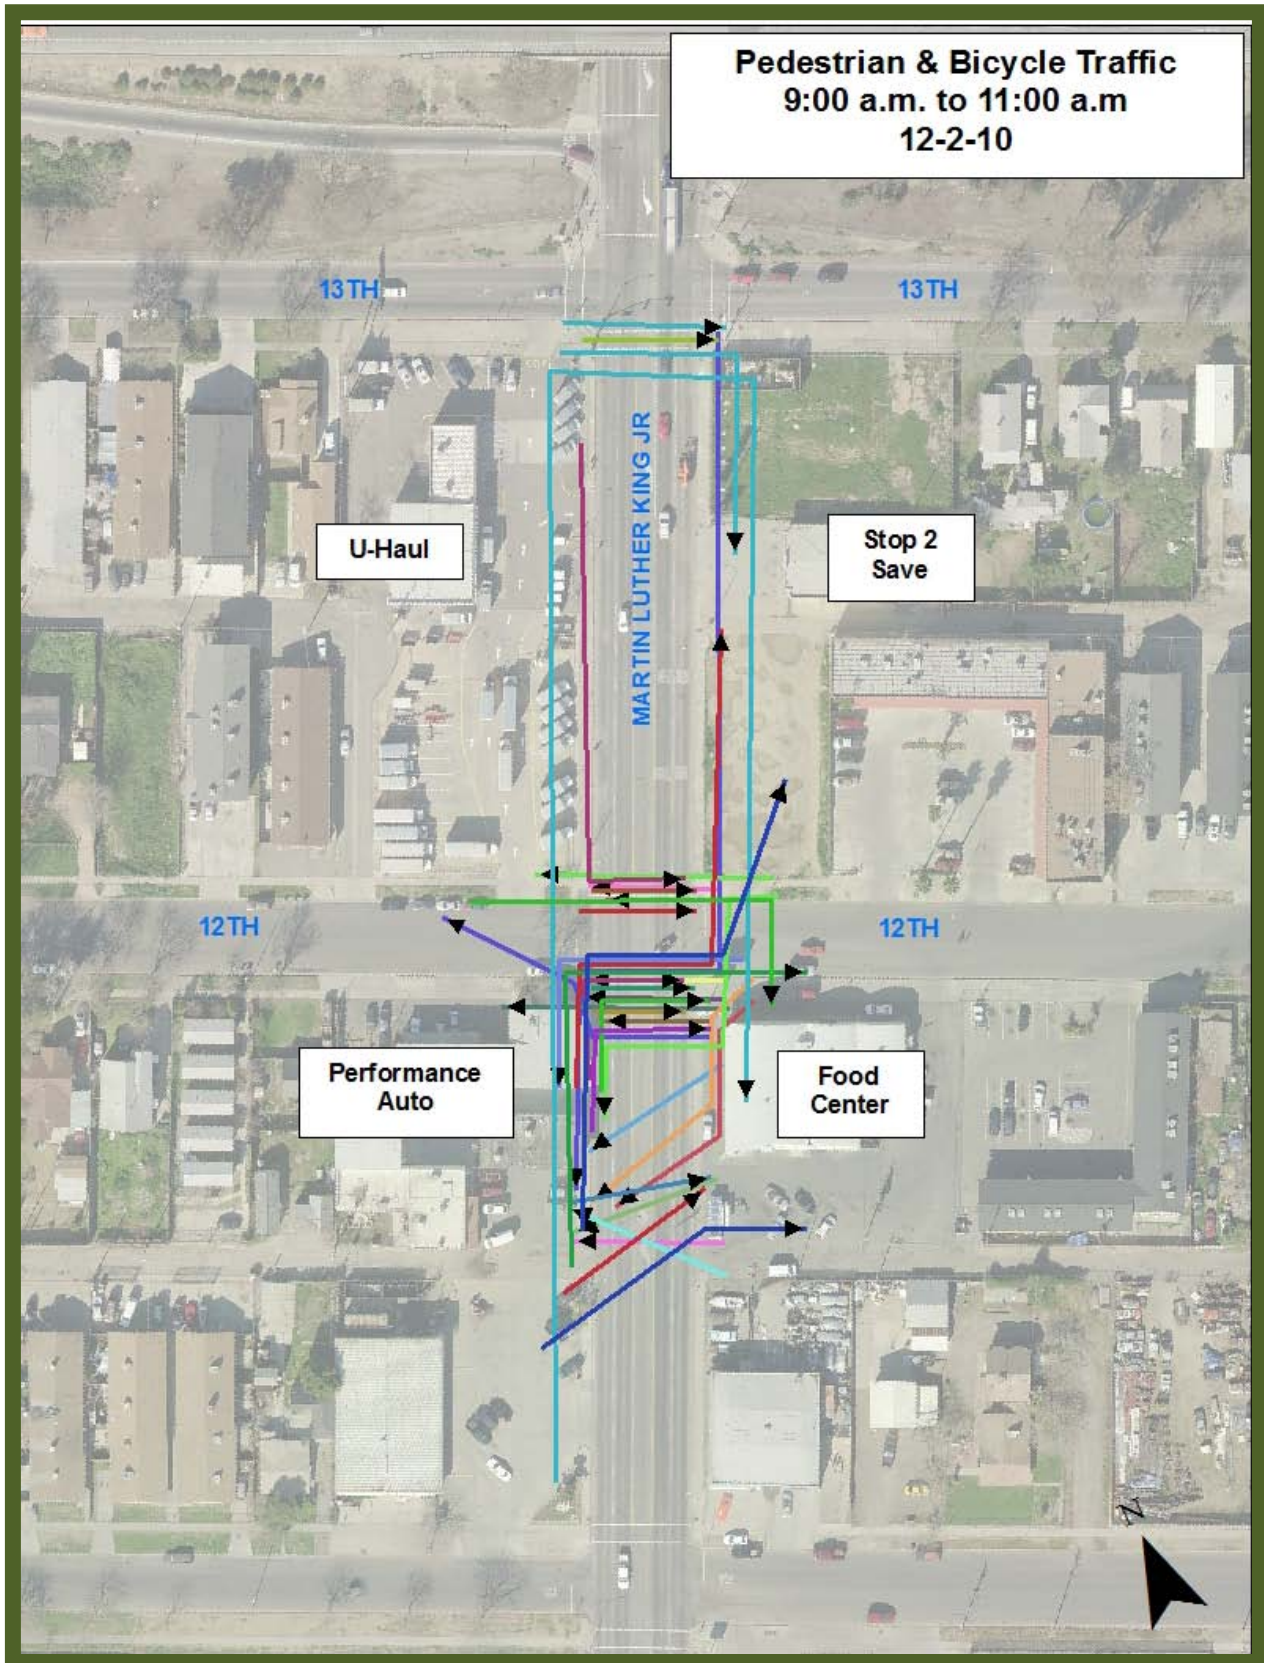 Pedestrian & Bicycle Traffic
9:00 a.m. to 11:00 a.m
12-2-10
13TH
13TH
MARTIN LUTHER KING JR
U-Haul
Stop 2
Save
12TH
12TH
Performance
Auto
Food
Center
N